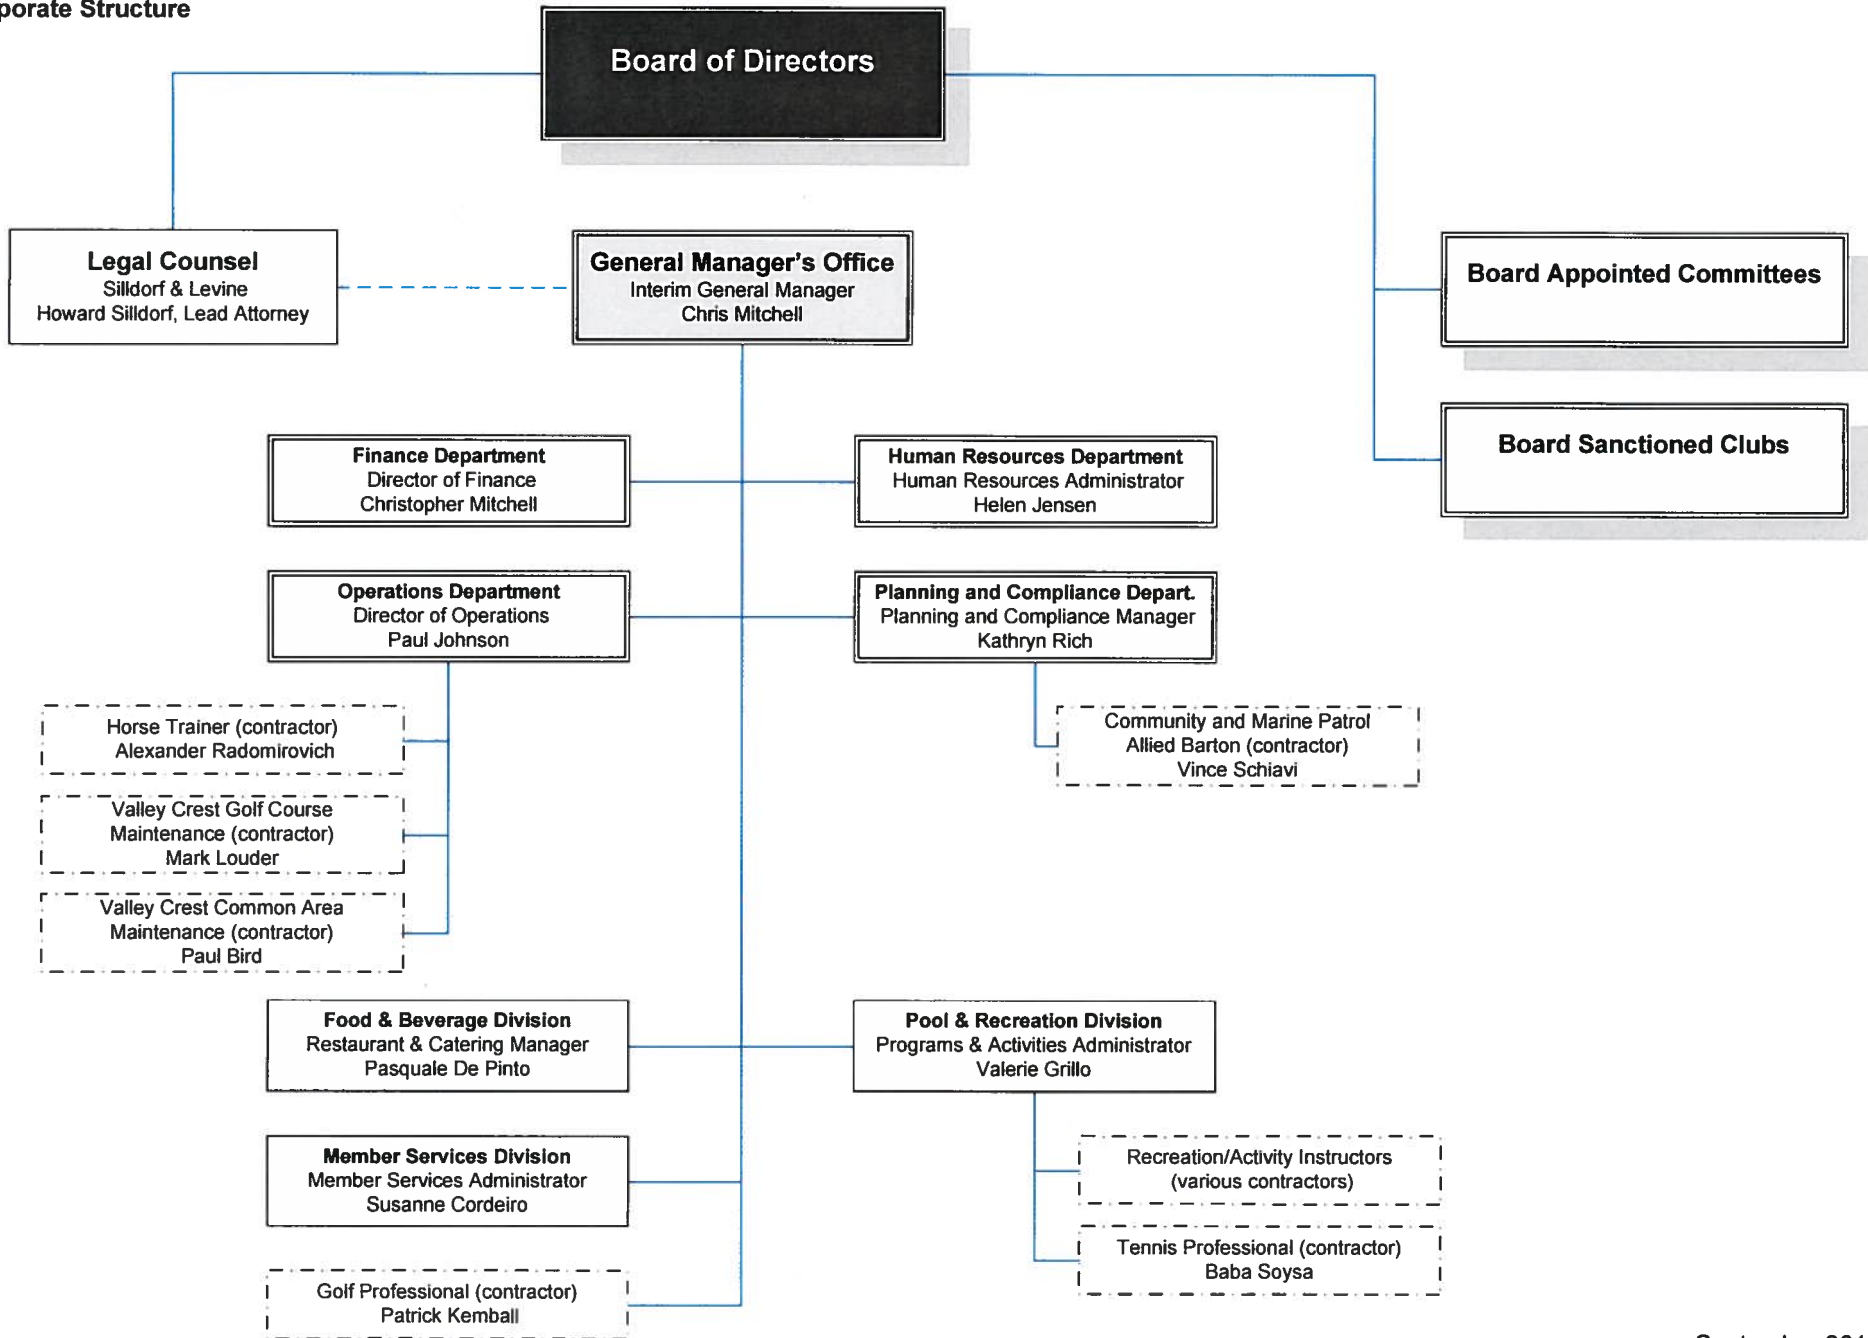 porate Structure
Board of Directors
Legal Counsel
Silldorf & Levine
Howard Silldorf, Lead Attorney
General Manager's Office
Interim General Manager
Chris Mitchell
Board Appointed Committees
Board Sanctioned Clubs
Finance Department
Director of Finance
Christopher Mitchell
Human Resources Department
Human Resources Administrator
Helen Jensen
Operations Department
Director of Operations
Paul Johnson
Planning and Compliance Depart.
Planning and Compliance Manager
Kathryn Rich
Horse Trainer (contractor)
Alexander Radomirovich
Valley Crest Golf Course
Maintenance (contractor)
Mark Louder
Valley Crest Common Area
Maintenance (contractor)
Paul Bird
Community and Marine Patrol
Allied Barton (contractor)
Vince Schiavi
Food & Beverage Division
Restaurant & Catering Manager
Pasquale De Pinto
Pool & Recreation Division
Programs & Activities Administrator
Valerie Grillo
Member Services Division
Member Services Administrator
Susanne Cordeiro
Recreation/Activity Instructors
(various contractors)
Tennis Professional (contractor)
Baba Soysa
Golf Professional (contractor)
Patrick Kemball